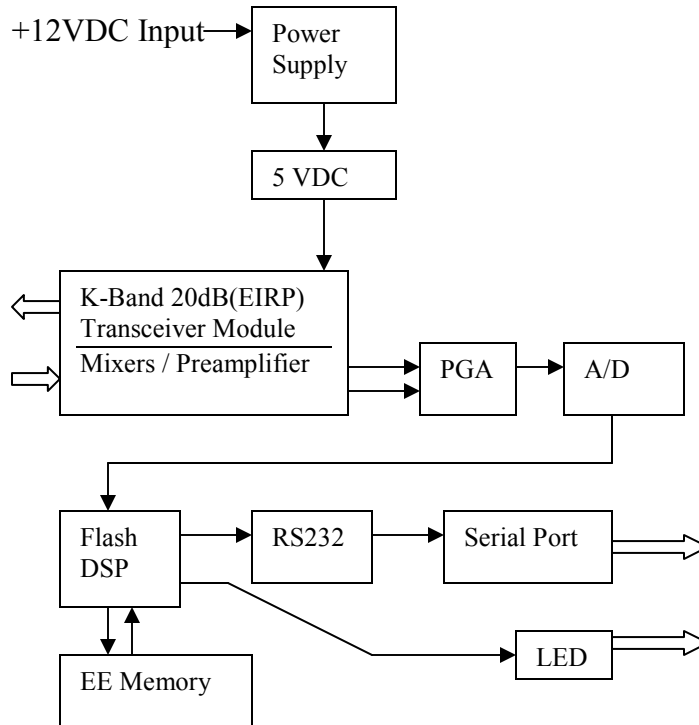 +12VDC Input
Power
Supply
5 VDC
K-Band 20dB(EIRP)
Transceiver Module
Mixers / Preamplifier
PGA
A/D
Flash
DSP
RS232
Serial Port
LED
EE Memory